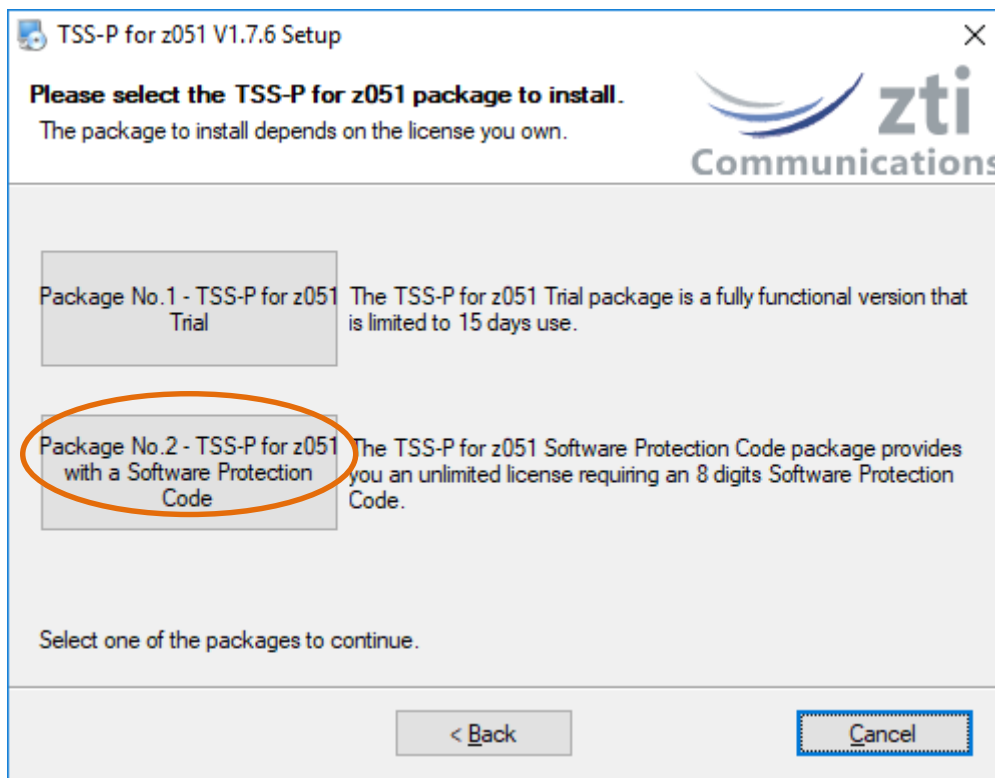 TSS-P for z051 V1.7.6 Setup
Please select the TSS-P for z051 package to install.
The package to install depends on the license you own.
zti
Communications
Package No.1 - TSS-P for z051
Trial
The TSS-P for z051 Trial package is a fully functional version that
is limited to 15 days use.
Package No.2 - TSS-P for z051
with a Software Protection
Code
The TSS-P for z051 Software Protection Code package provides
you an unlimited license requiring an 8 digits Software Protection
Code.
Select one of the packages to continue.
< Back
Cancel